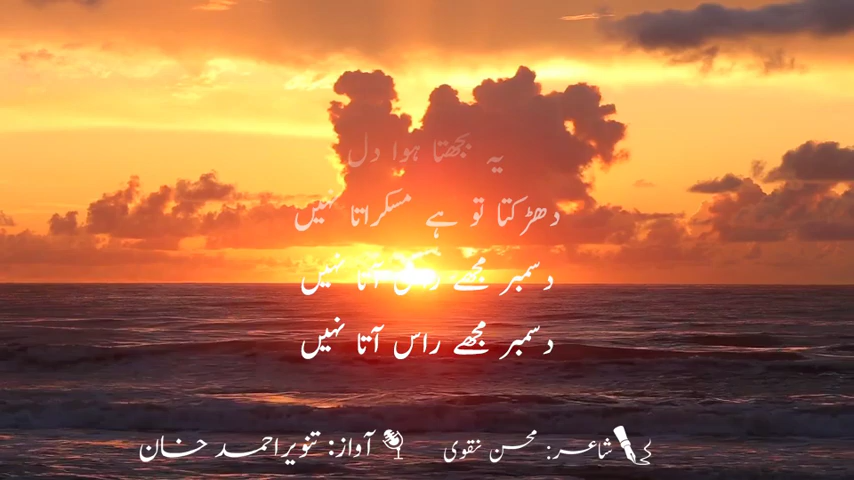 یہ بجھتا ہوا دل
دھڑکتا تو ہے مسکراتا نہیں
دسمبر مجھے راس آتا نہیں
دسمبر مجھے راس آتا نہیں
شاعر: محسن نقوی آواز: تنویر احمد خان